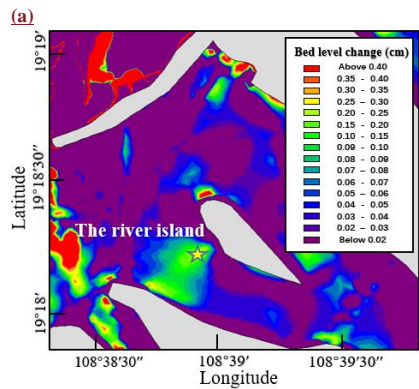 (a)
19°19′
19°18′30″
19°18′
Latitude
The river island
Bed level change (cm)
Above 0.40
0.35 - 0.40
0.30 - 0.35
0.25 - 0.30
0.20 - 0.25
0.15 - 0.20
0.10 - 0.15
0.09 - 0.10
0.08 - 0.09
0.07 - 0.08
0.06 - 0.07
0.05 - 0.06
0.04 - 0.05
0.03 - 0.04
0.02 - 0.03
Below 0.02
108°38′30″
108°39′
108°39′30″
Longitude